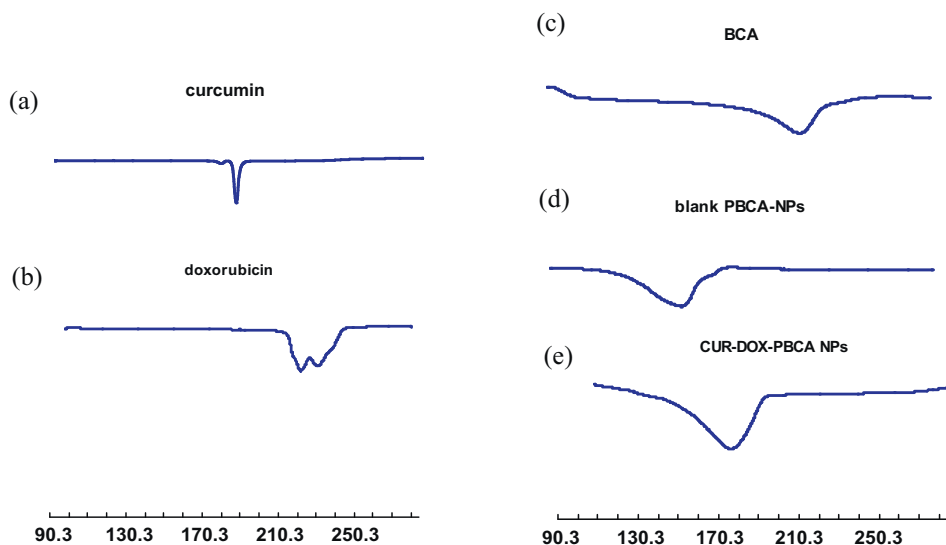 (a)
curcumin
(b)
doxorubicin
90.3 130.3 170.3 210.3 250.3
(c)
BCA
(d)
blank PBCA-NPs
(e)
CUR-DOX-PBCA NPs
90.3 130.3 170.3 210.3 250.3